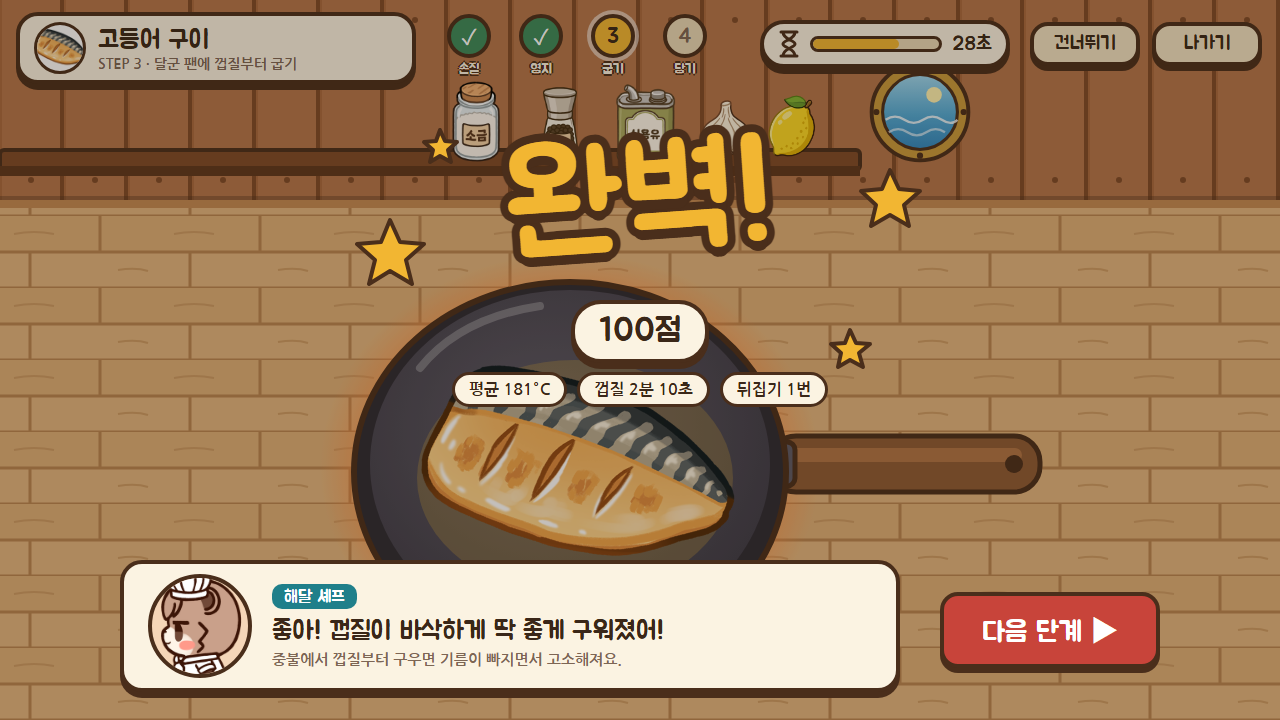 고등어 구이
STEP 3 · 달군 팬에 껍질부터 굽기
손질
염지
3
굽기
4
담기
28초
건너뛰기
나가기
소금
식용유
완벽!
100점
평균 181°C
껍질 2분 10초
뒤집기 1번
해달 셰프
좋아! 껍질이 바삭하게 딱 좋게 구워졌어!
중불에서 껍질부터 구우면 기름이 빠지면서 고소해져요.
다음 단계 ▶